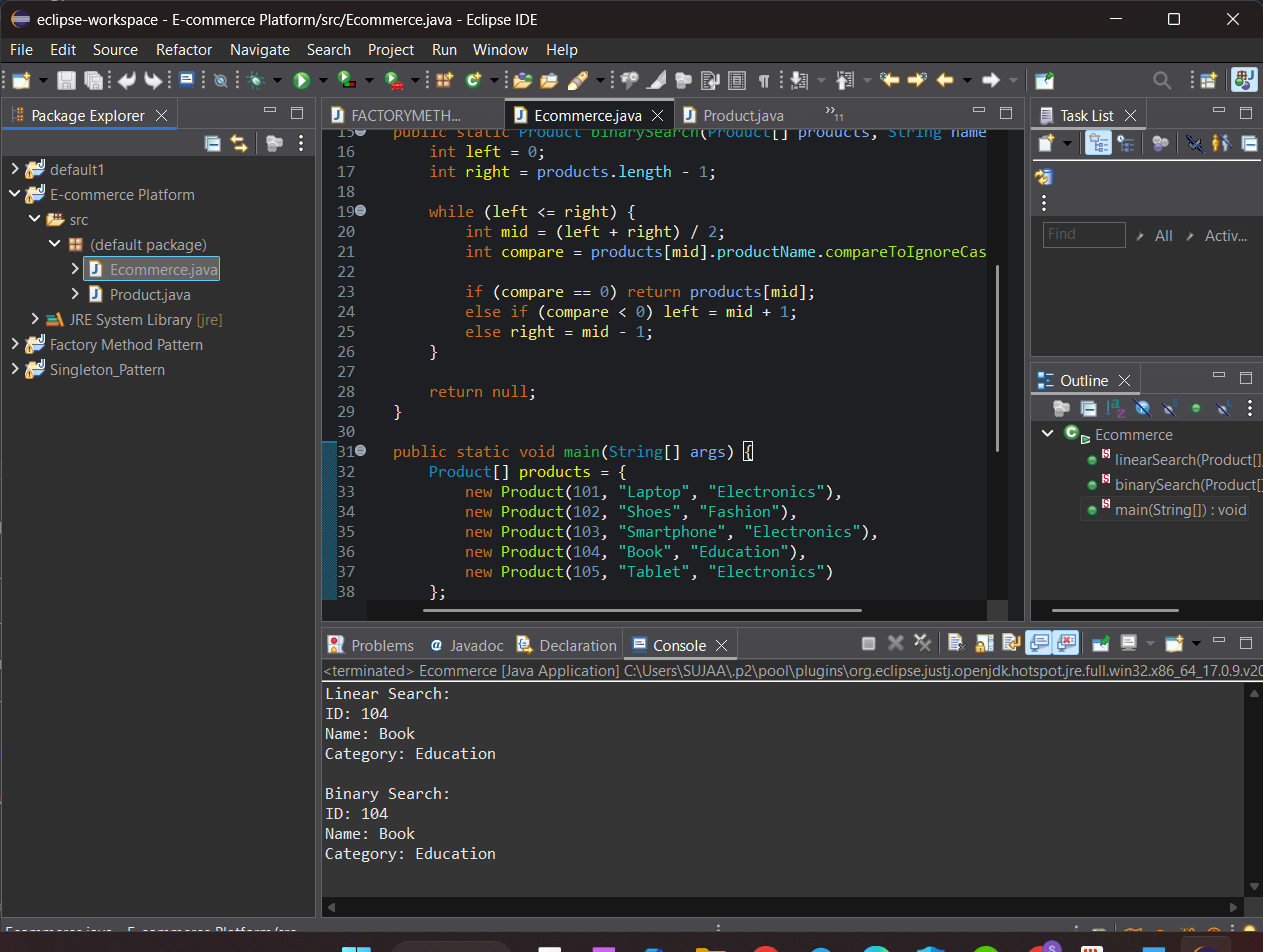 eclipse-workspace - E-commerce Platform/src/Ecommerce.java - Eclipse IDE
File Edit Source Refactor Navigate Search Project Run Window Help
Package Explorer
default1
E-commerce Platform
src
(default package)
Ecommerce.java
Product.java
JRE System Library [jre]
Factory Method Pattern
Singleton_Pattern
FACTORYMETH... Ecommerce.java Product.java »11
15 public static Product binarySearch(Product[] products, String name
16 int left = 0;
17 int right = products.length - 1;
18
19 while (left <= right) {
20 int mid = (left + right) / 2;
21 int compare = products[mid].productName.compareToIgnoreCas
22
23 if (compare == 0) return products[mid];
24 else if (compare < 0) left = mid + 1;
25 else right = mid - 1;
26 }
27
28 return null;
29 }
30
31 public static void main(String[] args) {
32 Product[] products = {
33 new Product(101, "Laptop", "Electronics"),
34 new Product(102, "Shoes", "Fashion"),
35 new Product(103, "Smartphone", "Electronics"),
36 new Product(104, "Book", "Education"),
37 new Product(105, "Tablet", "Electronics")
38 };
Task List
Find All Activ...
Outline
Ecommerce
linearSearch(Product[],
binarySearch(Product[]
main(String[]) : void
Problems @ Javadoc Declaration Console
<terminated> Ecommerce [Java Application] C:\Users\SUJAA\.p2\pool\plugins\org.eclipse.justj.openjdk.hotspot.jre.full.win32.x86_64_17.0.9.v20
Linear Search:
ID: 104
Name: Book
Category: Education
Binary Search:
ID: 104
Name: Book
Category: Education
Ecommerce.java - E-commerce Platform/src